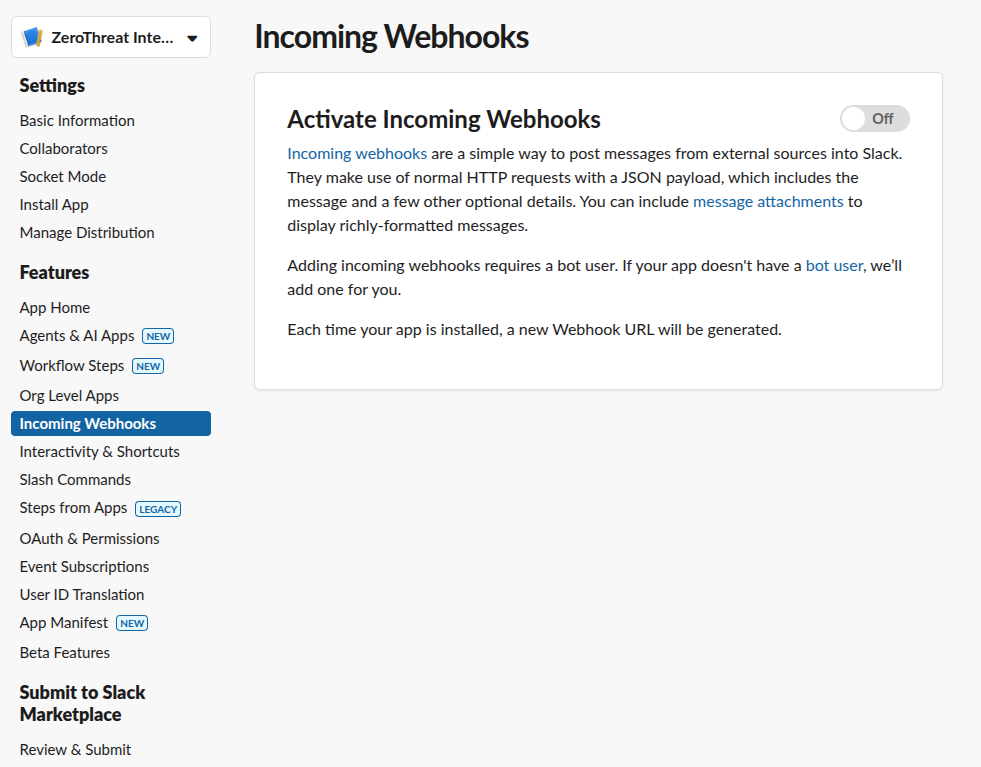 ZeroThreat Inte...
Settings
Basic Information
Collaborators
Socket Mode
Install App
Manage Distribution
Features
App Home
Agents & AI Apps NEW
Workflow Steps NEW
Org Level Apps
Incoming Webhooks
Interactivity & Shortcuts
Slash Commands
Steps from Apps LEGACY
OAuth & Permissions
Event Subscriptions
User ID Translation
App Manifest NEW
Beta Features
Submit to Slack
Marketplace
Review & Submit
Incoming Webhooks
Activate Incoming Webhooks
Off
Incoming webhooks are a simple way to post messages from external sources into Slack.
They make use of normal HTTP requests with a JSON payload, which includes the
message and a few other optional details. You can include message attachments to
display richly-formatted messages.
Adding incoming webhooks requires a bot user. If your app doesn't have a bot user, we’ll
add one for you.
Each time your app is installed, a new Webhook URL will be generated.